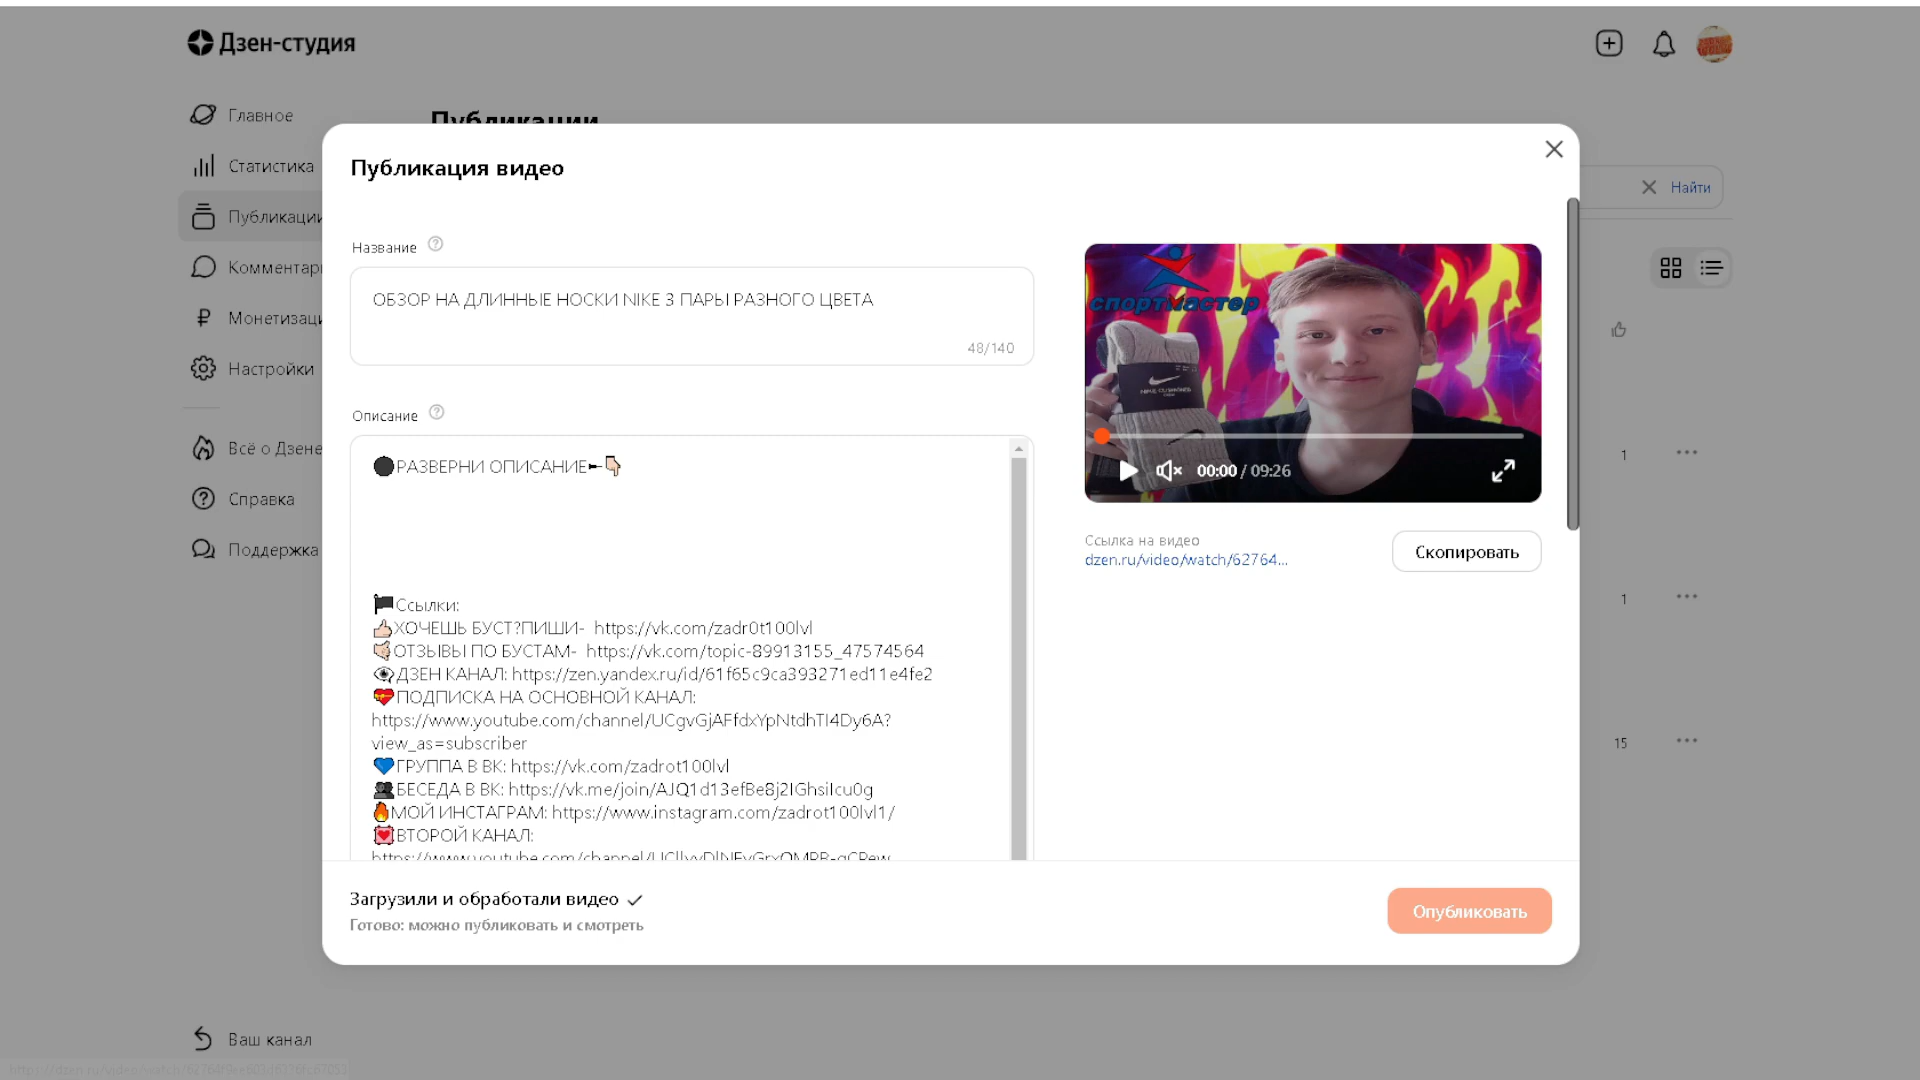 Дзен-студия
Главное
Статистика
Публикации
Комментар
Монетизац
Настройки
Всё о Дзене
Справка
Поддержка
Ваш канал
Публикации
Найти
1
1
15
Публикация видео
Название
ОБЗОР НА ДЛИННЫЕ НОСКИ NIKE 3 ПАРЫ РАЗНОГО ЦВЕТА
48/140
Описание
РАЗВЕРНИ ОПИСАНИЕ
Ссылки:
ХОЧЕШЬ БУСТ?ПИШИ- https://vk.com/zadr0t100lvl
ОТЗЫВЫ ПО БУСТАМ- https://vk.com/topic-89913155_47574564
ДЗЕН КАНАЛ: https://zen.yandex.ru/id/61f65c9ca393271ed11e4fe2
ПОДПИСКА НА ОСНОВНОЙ КАНАЛ:
https://www.youtube.com/channel/UCgvGjAFfdxYpNtdhTI4Dy6A?
view_as=subscriber
ГРУППА В ВК: https://vk.com/zadrot100lvl
БЕСЕДА В ВК: https://vk.me/join/AJQ1d13efBe8j2IGhsiIcu0g
МОЙ ИНСТАГРАМ: https://www.instagram.com/zadrot100lvl1/
ВТОРОЙ КАНАЛ:
спортмастер
00:00 / 09:26
Ссылка на видео
dzen.ru/video/watch/62764...
Скопировать
Загрузили и обработали видео
Готово: можно публиковать и смотреть
Опубликовать